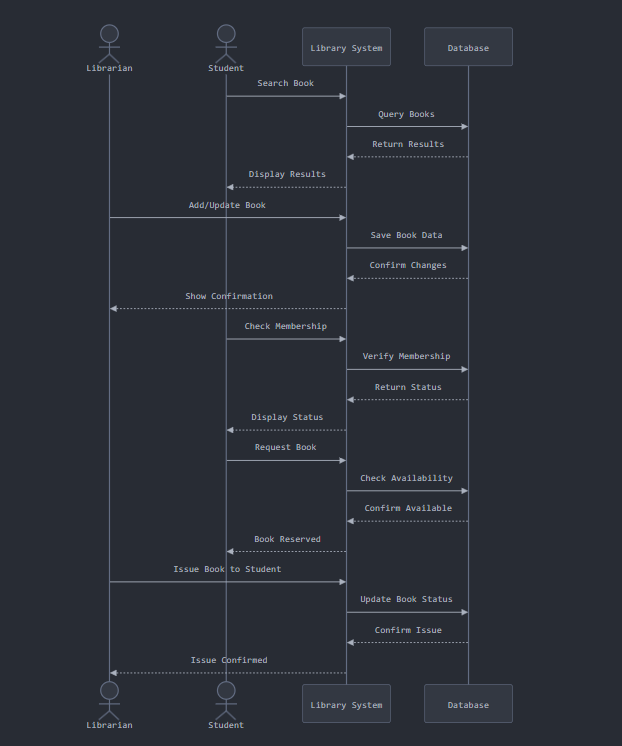 Librarian
Student
Library System
Database
Search Book
Query Books
Return Results
Display Results
Add/Update Book
Save Book Data
Confirm Changes
Show Confirmation
Check Membership
Verify Membership
Return Status
Display Status
Request Book
Check Availability
Confirm Available
Book Reserved
Issue Book to Student
Update Book Status
Confirm Issue
Issue Confirmed
Librarian
Student
Library System
Database